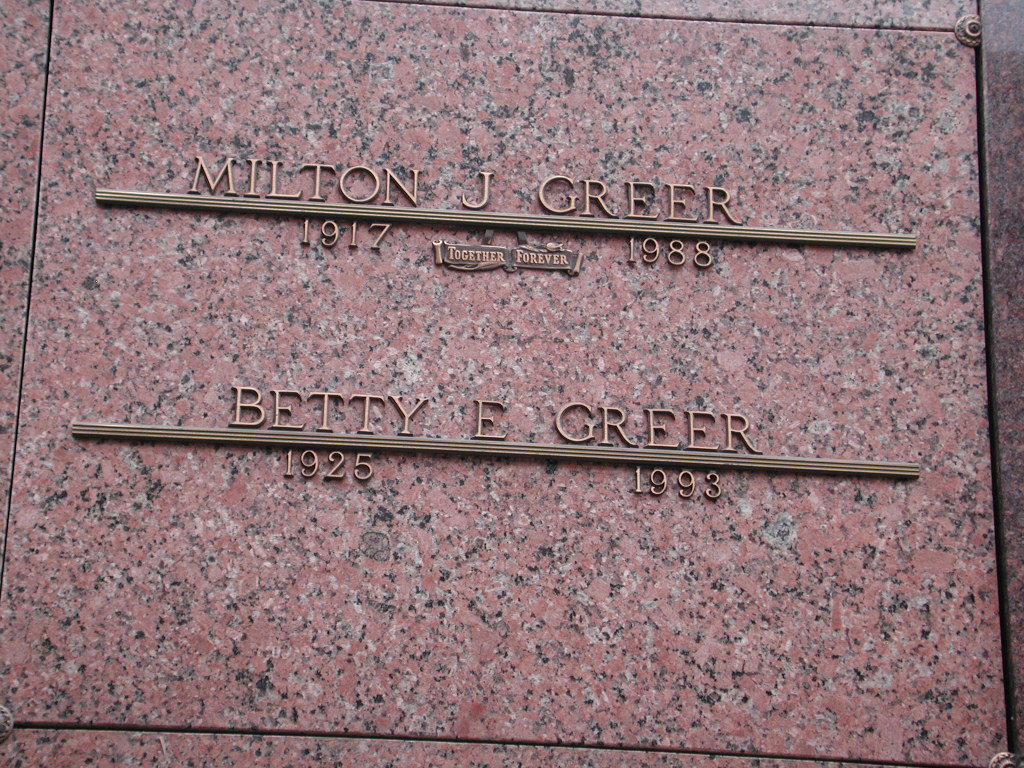 MILTON J GREER
1917 1988
TOGETHER FOREVER
BETTY E GREER
1925 1993